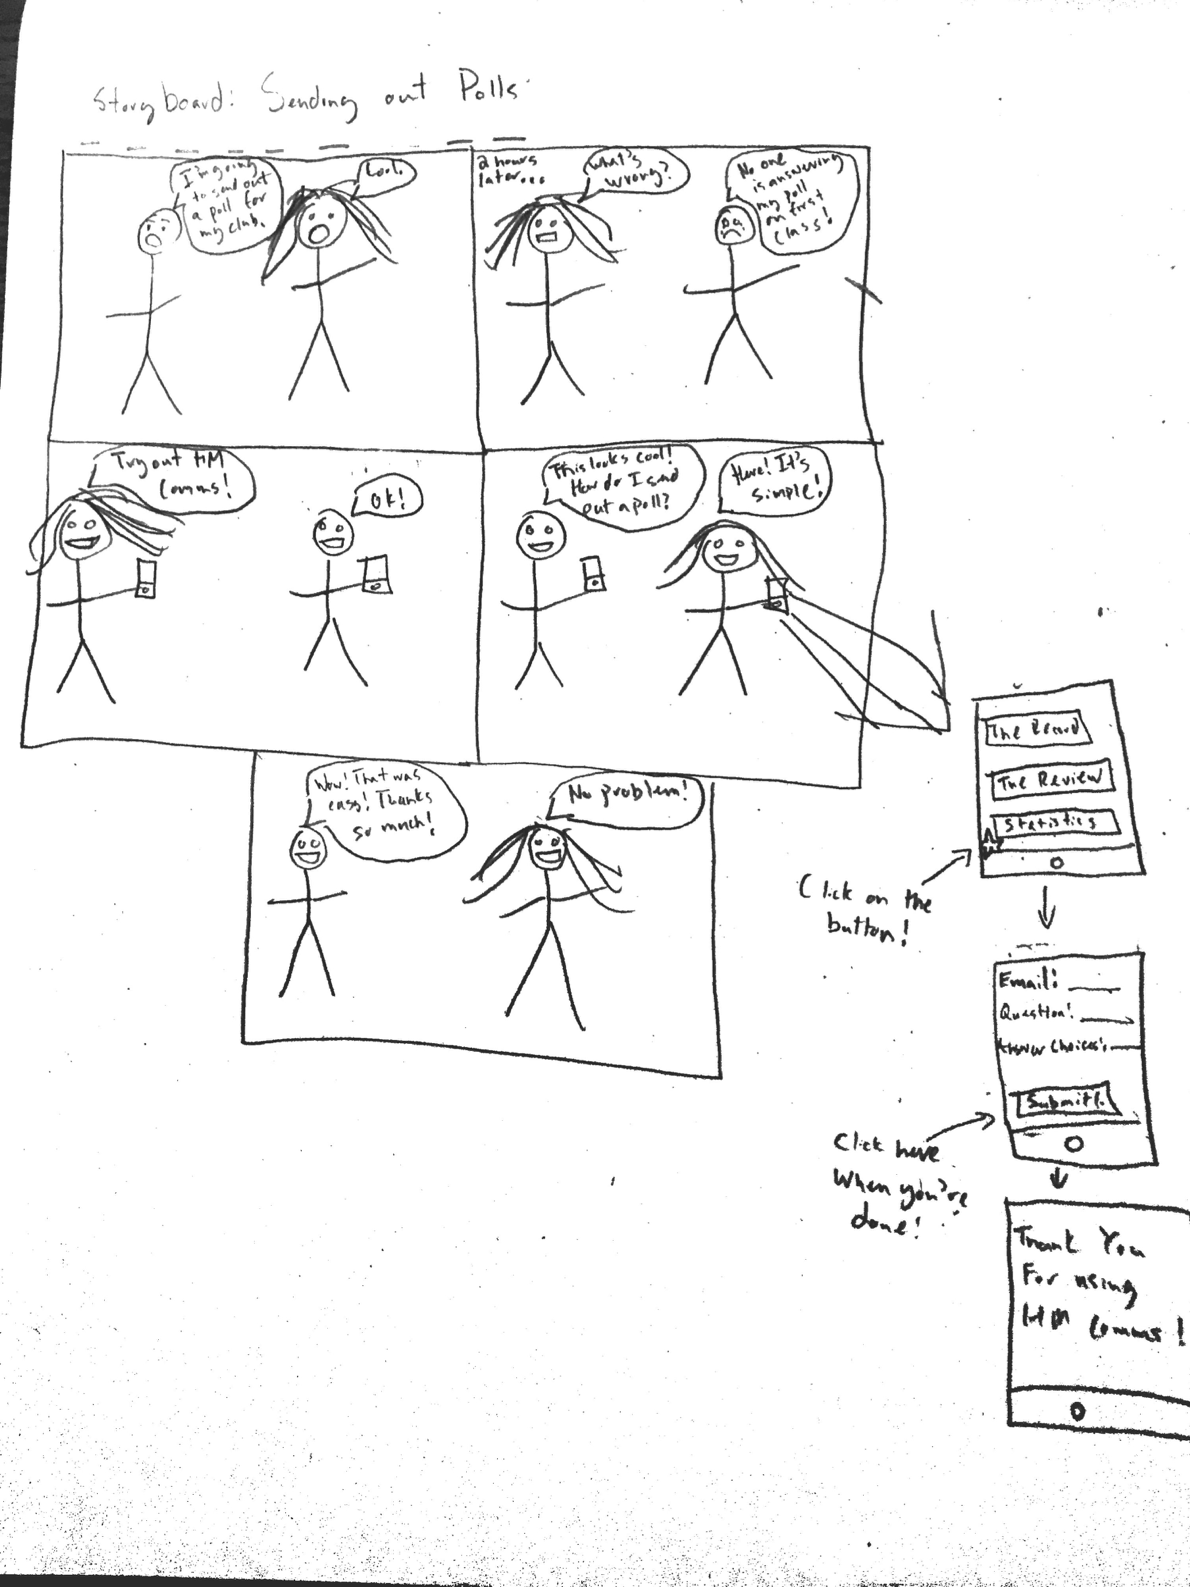 Storyboard: Sending out Polls
I'm going
to send out
a poll for
my club.
Cool.
2 hours
later...
What's
wrong?
No one
is answering
my poll
on first
class!
Try out HM
Comms!
OK!
This looks cool!
How do I send
out a poll?
Here! It's
simple!
Wow! That was
easy! Thanks
so much!
No problem!
The Record
The Review
Statistics
Click on the
button!
Email:
Question:
Answer Choices:
Submit!
Click here
When you're
done!
Thank You
For using
HM Comms!